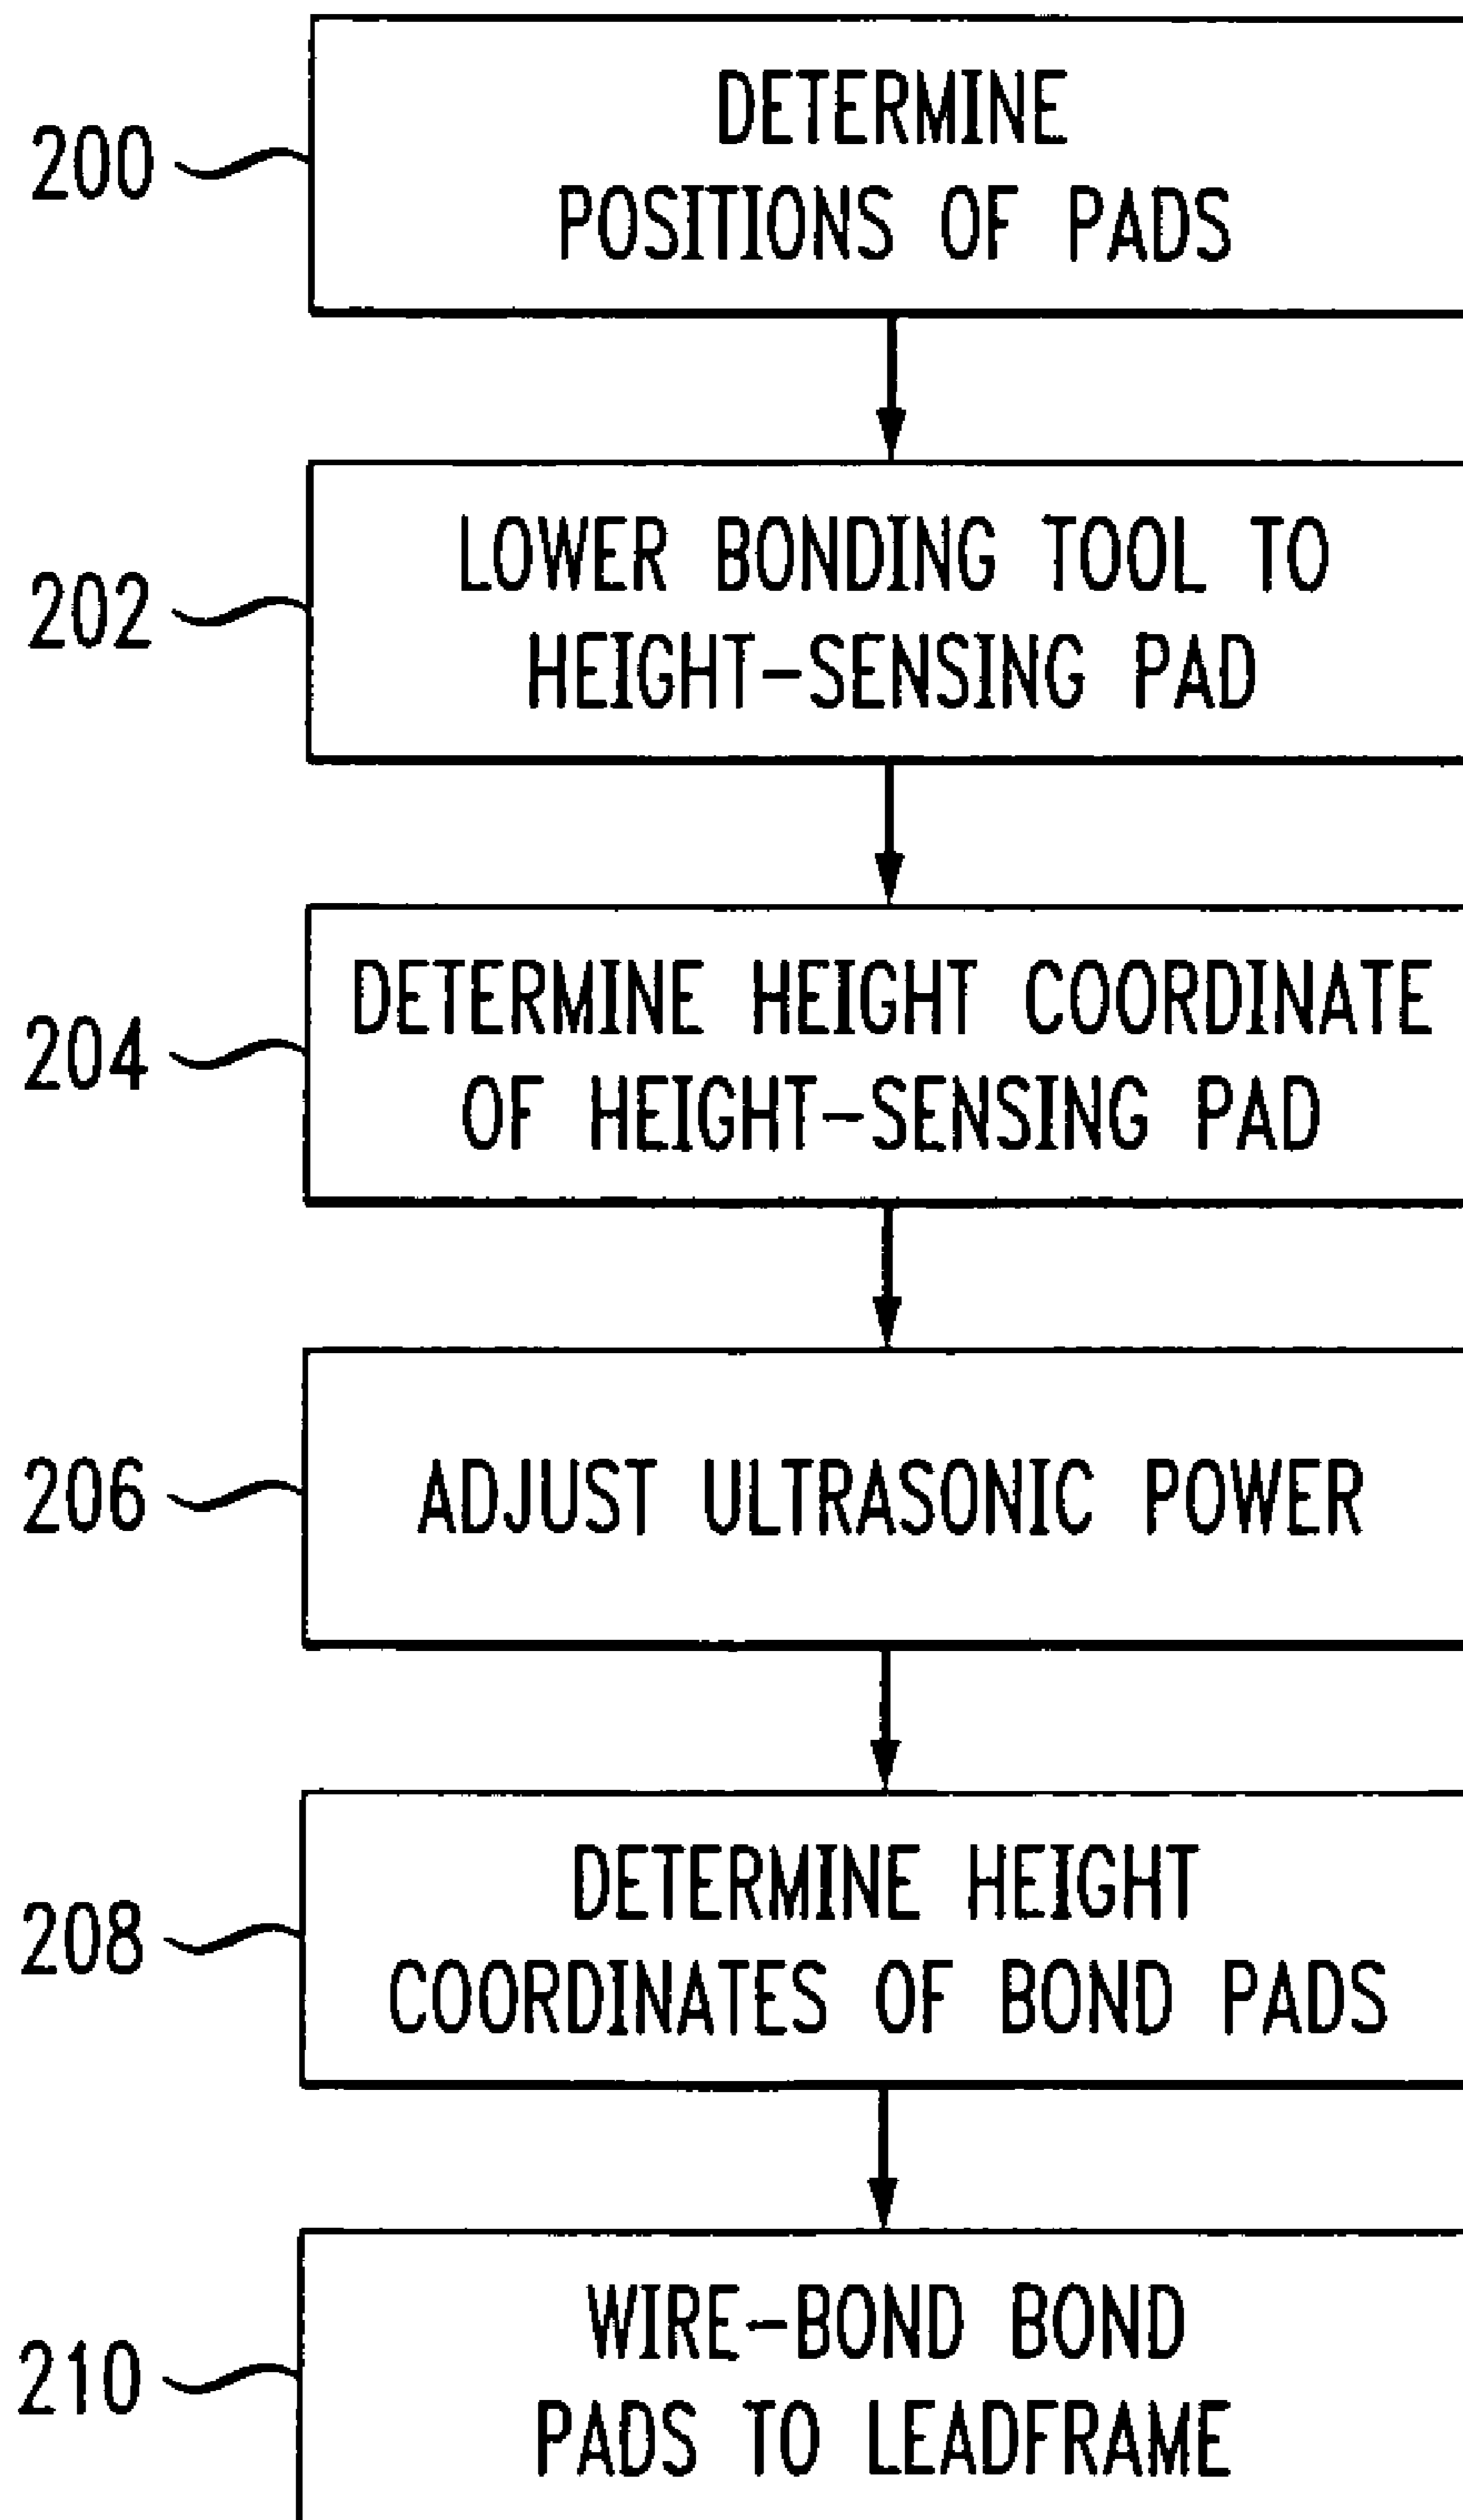 200
DETERMINE
POSITIONS OF PADS
202
LOWER BONDING TOOL TO
HEIGHT-SENSING PAD
204
DETERMINE HEIGHT COORDINATE
OF HEIGHT-SENSING PAD
206
ADJUST ULTRASONIC POWER
208
DETERMINE HEIGHT
COORDINATES OF BOND PADS
210
WIRE-BOND BOND
PADS TO LEADFRAME